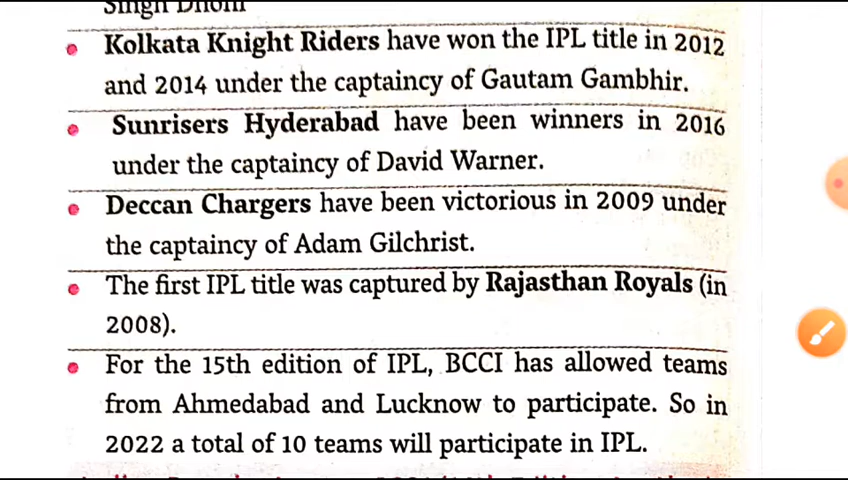 Singh Dhoni
Kolkata Knight Riders have won the IPL title in 2012
and 2014 under the captaincy of Gautam Gambhir.
Sunrisers Hyderabad have been winners in 2016
under the captaincy of David Warner.
Deccan Chargers have been victorious in 2009 under
the captaincy of Adam Gilchrist.
The first IPL title was captured by Rajasthan Royals (in
2008).
For the 15th edition of IPL, BCCI has allowed teams
from Ahmedabad and Lucknow to participate. So in
2022 a total of 10 teams will participate in IPL.